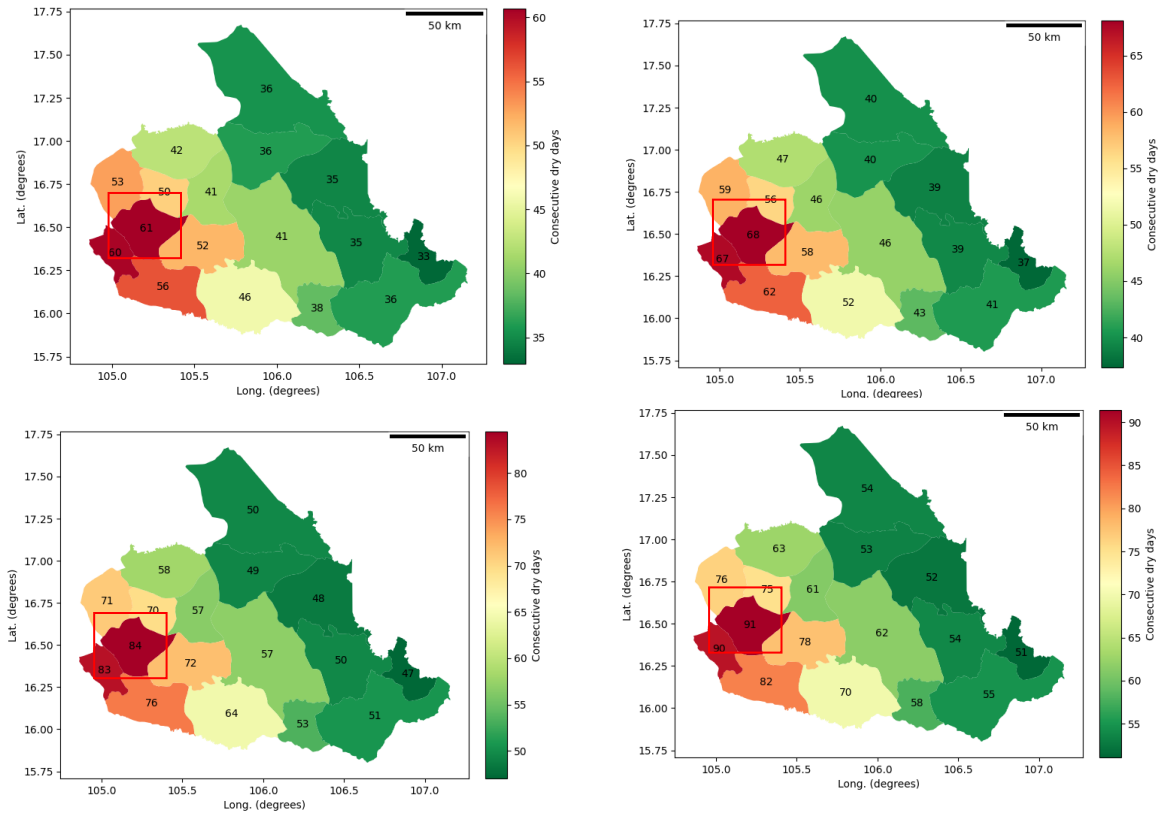 17.75
17.50
17.25
17.00
16.75
16.50
16.25
16.00
15.75
Lat. (degrees)
105.0 105.5 106.0 106.5 107.0
Long. (degrees)
50 km
36
42 36
53 50 41 35
61
60 52 41 35 33
56 46 38 36
60
55
50
45
40
35
Consecutive dry days
17.75
17.50
17.25
17.00
16.75
16.50
16.25
16.00
15.75
Lat. (degrees)
105.0 105.5 106.0 106.5 107.0
Long. (degrees)
50 km
40
47 40
59 56 46 39
68
67 58 46 39 37
62 52 43 41
65
60
55
50
45
40
Consecutive dry days
17.75
17.50
17.25
17.00
16.75
16.50
16.25
16.00
15.75
Lat. (degrees)
105.0 105.5 106.0 106.5 107.0
Long. (degrees)
50 km
50
58 49
71 70 57 48
84
83 72 57 50 47
76 64 53 51
80
75
70
65
60
55
50
Consecutive dry days
17.75
17.50
17.25
17.00
16.75
16.50
16.25
16.00
15.75
Lat. (degrees)
105.0 105.5 106.0 106.5 107.0
Long. (degrees)
50 km
54
63 53
76 75 61 52
91
90 78 62 54 51
82 70 58 55
90
85
80
75
70
65
60
55
Consecutive dry days